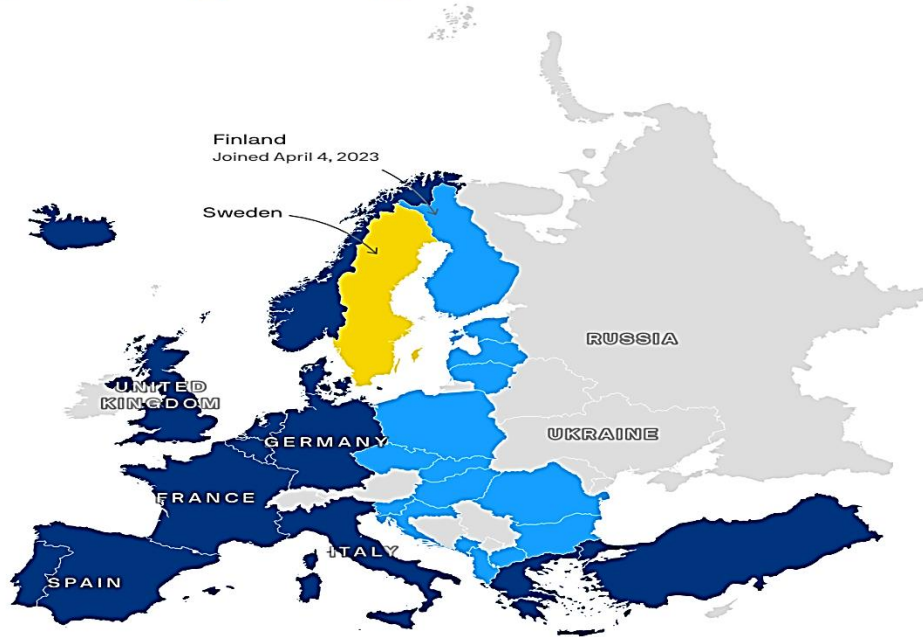 Finland
Joined April 4, 2023
Sweden
RUSSIA
UNITED
KINGDOM
UKRAINE
GERMANY
FRANCE
ITALY
SPAIN